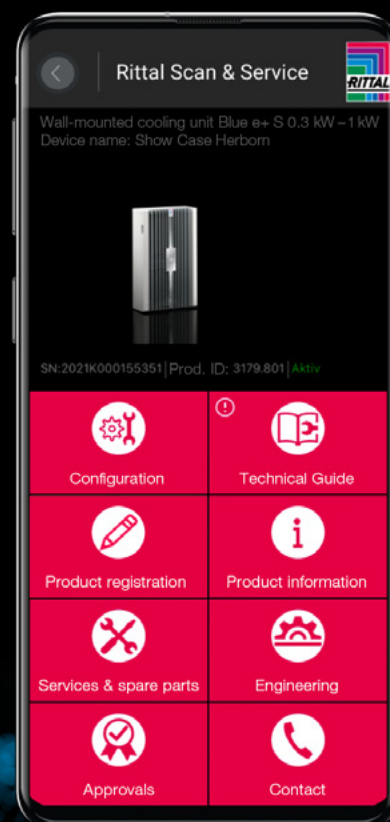 Rittal Scan & Service
RITTAL
Wall-mounted cooling unit Blue e+ S 0.3 kW – 1 kW
Device name: Show Case Herborn
SN:2021K000155351|Prod. ID: 3179.801|Aktiv
Configuration
Technical Guide
Product registration
Product information
Services & spare parts
Engineering
Approvals
Contact